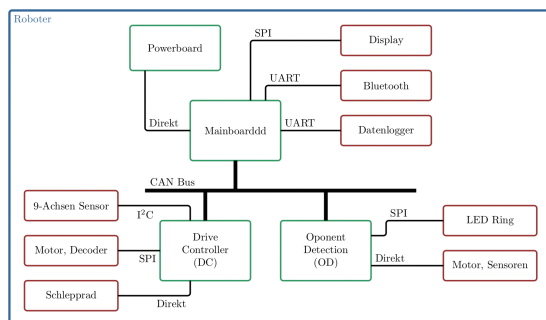 Roboter
Powerboard
SPI
Display
UART
Bluetooth
Direkt
Mainboarddd
UART
Datenlogger
CAN Bus
9-Achsen Sensor
I²C
SPI
LED Ring
Motor, Decoder
SPI
Drive
Controller
(DC)
Oponent
Detection
(OD)
Direkt
Motor, Sensoren
Schlepprad
Direkt